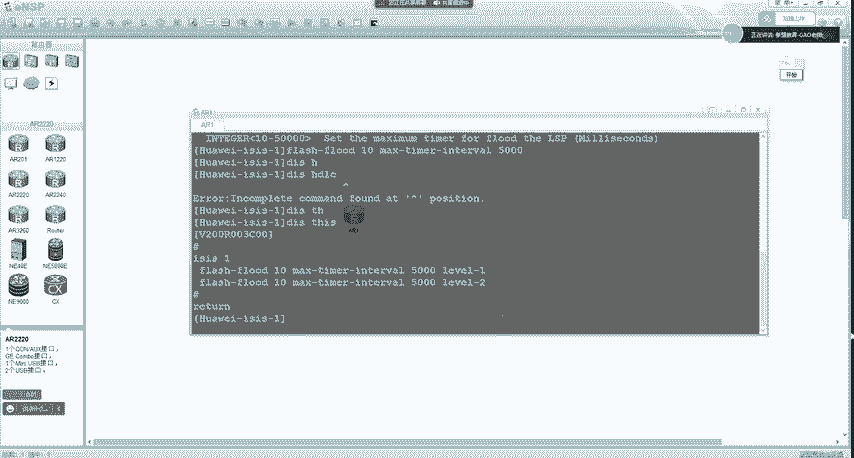 eNSP
路由器
AR2220
AR201
AR1220
AR2220
AR2240
AR3260
Router
NE40E
NE5000E
NE9000
CX
AR2220
1个CON/AUX接口，
GE Combo接口，
1个Mini USB接口，
2个USB接口，
开始
AR1
AR1
INTEGER<10-50000>  Set the maximum timer for flood the LSP (Milliseconds)
[Huawei-isis-1]flash-flood 10 max-timer-interval 5000
[Huawei-isis-1]dis h
[Huawei-isis-1]dis hdlc
^
Error:Incomplete command found at '^' position.
[Huawei-isis-1]dis th
[Huawei-isis-1]dis this
[V200R003C00]
#
isis 1
flash-flood 10 max-timer-interval 5000 level-1
flash-flood 10 max-timer-interval 5000 level-2
#
return
[Huawei-isis-1]